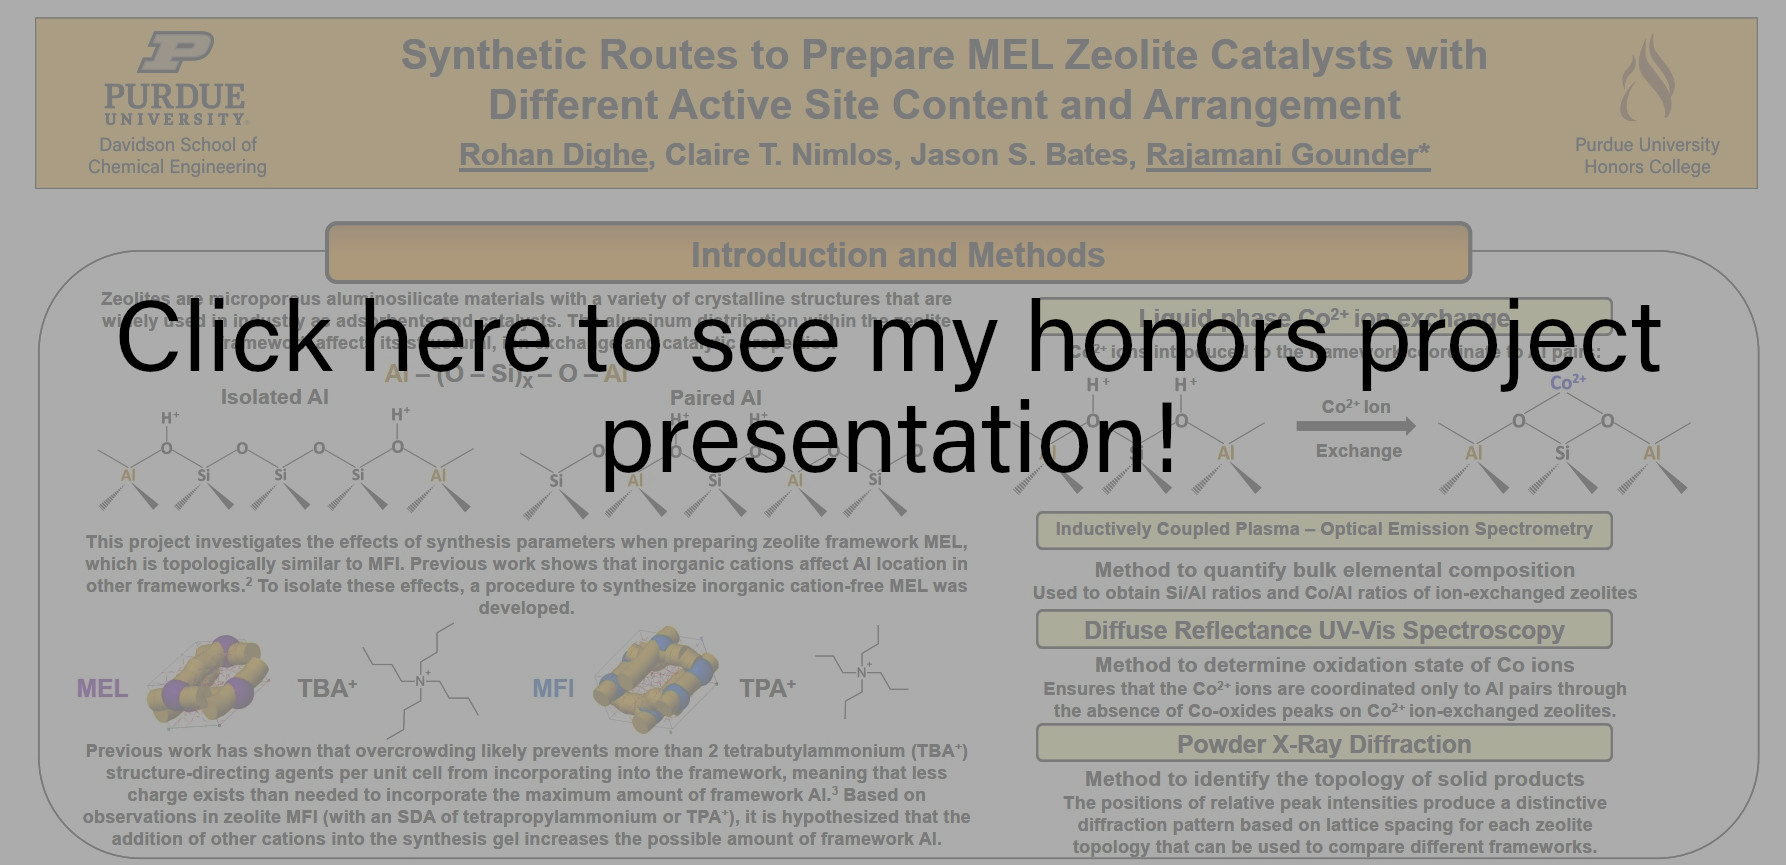 PURDUE
UNIVERSITY
Davidson School of
Chemical Engineering
Synthetic Routes to Prepare MEL Zeolite Catalysts with
Different Active Site Content and Arrangement
Rohan Dighe, Claire T. Nimlos, Jason S. Bates, Rajamani Gounder*
Purdue University
Honors College
Introduction and Methods
Click here to see my honors project
presentation!
Zeolites are microporous aluminosilicate materials with a variety of crystalline structures that are
widely used in industry as adsorbents and catalysts. The aluminum distribution within the zeolite
framework affects its structural, ion-exchange and catalytic properties.
Al – (O – Si)x – O – Al
Isolated Al
Paired Al
H+ H+
O O O O
Al Si Si Si Al
H+ H+
O O O O O
Si Al Si Al Si
This project investigates the effects of synthesis parameters when preparing zeolite framework MEL,
which is topologically similar to MFI. Previous work shows that inorganic cations affect Al location in
other frameworks.2 To isolate these effects, a procedure to synthesize inorganic cation-free MEL was
developed.
MEL TBA+ N+ MFI TPA+ N+
Previous work has shown that overcrowding likely prevents more than 2 tetrabutylammonium (TBA+)
structure-directing agents per unit cell from incorporating into the framework, meaning that less
charge exists than needed to incorporate the maximum amount of framework Al.3 Based on
observations in zeolite MFI (with an SDA of tetrapropylammonium or TPA+), it is hypothesized that the
addition of other cations into the synthesis gel increases the possible amount of framework Al.
Liquid-phase Co2+ ion exchange
Co2+ ions introduced to the framework coordinate to Al pairs:
H+ H+
O O
Al Si Al
Co2+ Ion
Exchange
Co2+
O O
Al Si Al
Inductively Coupled Plasma – Optical Emission Spectrometry
Method to quantify bulk elemental composition
Used to obtain Si/Al ratios and Co/Al ratios of ion-exchanged zeolites
Diffuse Reflectance UV-Vis Spectroscopy
Method to determine oxidation state of Co ions
Ensures that the Co2+ ions are coordinated only to Al pairs through
the absence of Co-oxides peaks on Co2+ ion-exchanged zeolites.
Powder X-Ray Diffraction
Method to identify the topology of solid products
The positions of relative peak intensities produce a distinctive
diffraction pattern based on lattice spacing for each zeolite
topology that can be used to compare different frameworks.